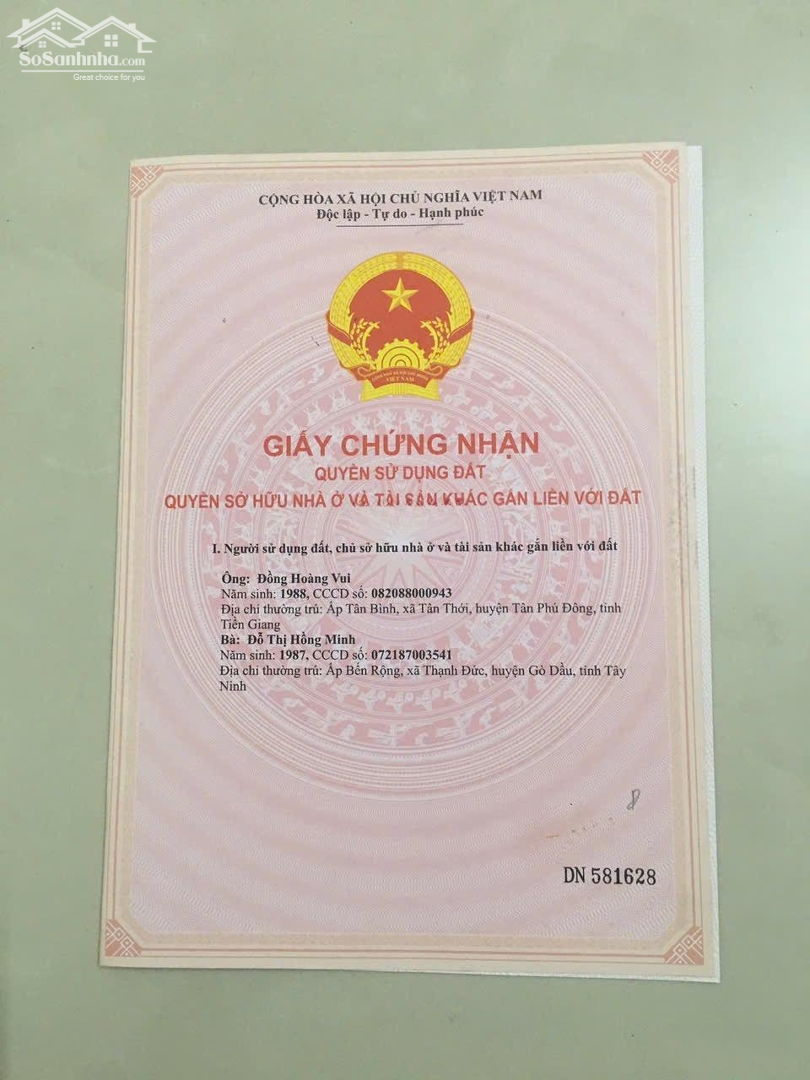 SoSanhnha.com
Great choice for you
CỘNG HÒA XÃ HỘI CHỦ NGHĨA VIỆT NAM
Độc lập - Tự do - Hạnh phúc
VIỆT NAM
GIẤY CHỨNG NHẬN
QUYỀN SỬ DỤNG ĐẤT
QUYỀN SỞ HỮU NHÀ Ở VÀ TÀI SẢN KHÁC GẮN LIỀN VỚI ĐẤT
I. Người sử dụng đất, chủ sở hữu nhà ở và tài sản khác gắn liền với đất
Ông: Đồng Hoàng Vui
Năm sinh: 1988, CCCD số: 082088000943
Địa chỉ thường trú: Ấp Tân Bình, xã Tân Thới, huyện Tân Phú Đông, tỉnh
Tiền Giang
Bà: Đỗ Thị Hồng Minh
Năm sinh: 1987, CCCD số: 072187003541
Địa chỉ thường trú: Ấp Bến Rộng, xã Thạnh Đức, huyện Gò Dầu, tỉnh Tây
Ninh
8
DN 581628